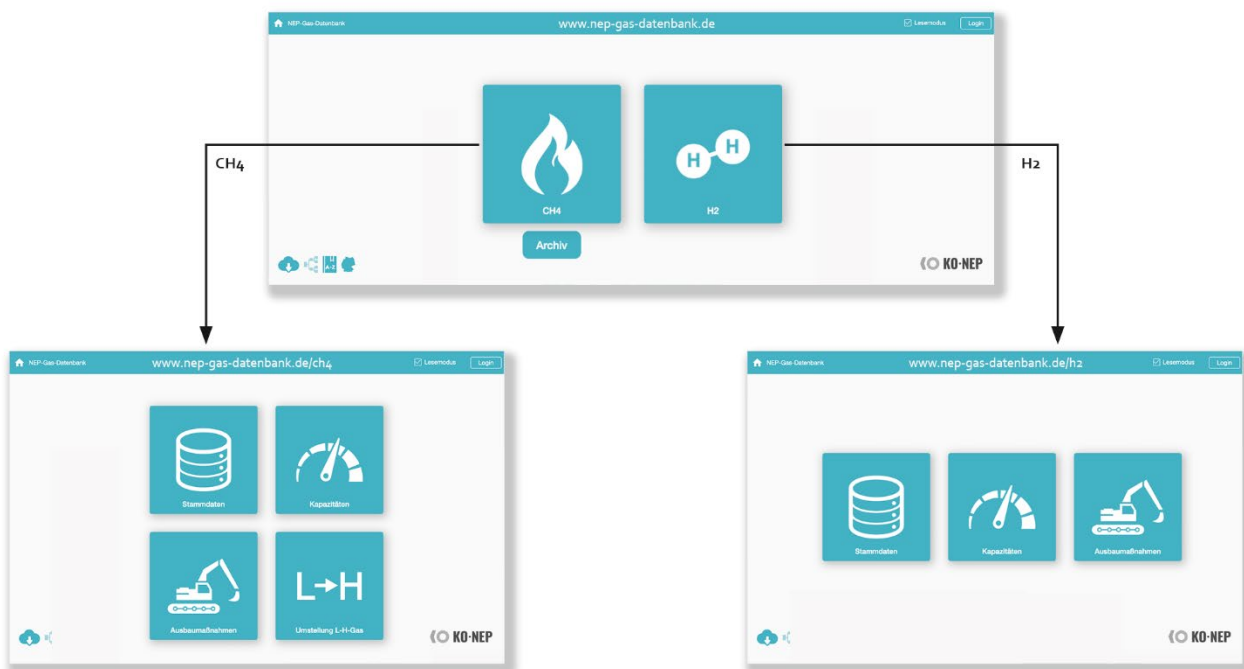 NEP-Gas-Datenbank
www.nep-gas-datenbank.de
Lesemodus
Login
CH4
H2
H
H
CH4
H2
Archiv
A-Z
KO·NEP
NEP-Gas-Datenbank
www.nep-gas-datenbank.de/ch4
Lesemodus
Login
Stammdaten
Kapazitäten
L→H
Ausbaumaßnahmen
Umstellung L-H-Gas
KO·NEP
NEP-Gas-Datenbank
www.nep-gas-datenbank.de/h2
Lesemodus
Login
Stammdaten
Kapazitäten
Ausbaumaßnahmen
KO·NEP